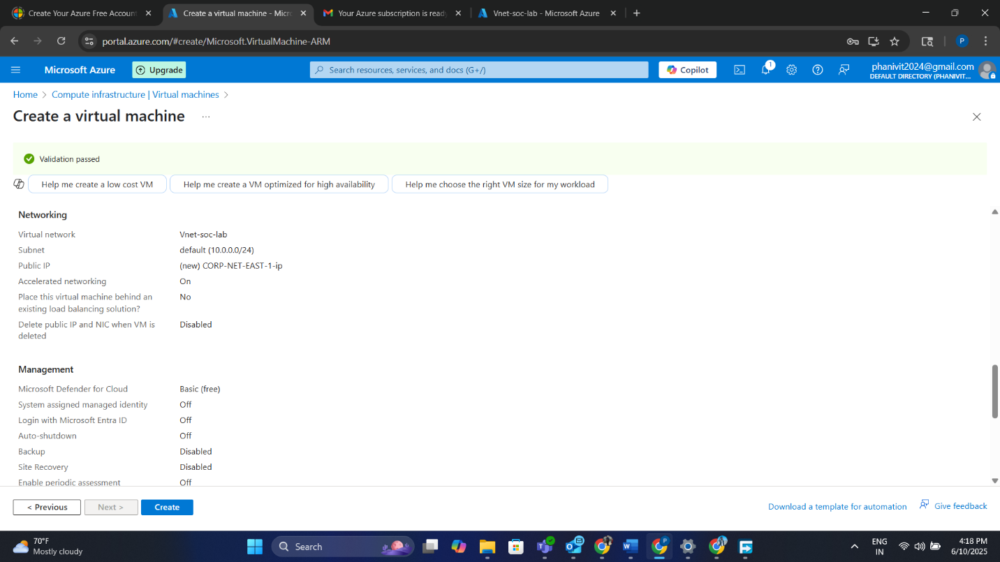 Create Your Azure Free Account
Create a virtual machine - Micro
Your Azure subscription is ready
Vnet-soc-lab - Microsoft Azure
portal.azure.com/#create/Microsoft.VirtualMachine-ARM
P
Microsoft Azure
Upgrade
Search resources, services, and docs (G+/)
Copilot
1
phanivit2024@gmail.com
DEFAULT DIRECTORY (PHANIVIT...
Home > Compute infrastructure | Virtual machines >
Create a virtual machine ...
Validation passed
Help me create a low cost VM
Help me create a VM optimized for high availability
Help me choose the right VM size for my workload
Networking
Virtual network Vnet-soc-lab
Subnet default (10.0.0.0/24)
Public IP (new) CORP-NET-EAST-1-ip
Accelerated networking On
Place this virtual machine behind an No
existing load balancing solution?
Delete public IP and NIC when VM is Disabled
deleted
Management
Microsoft Defender for Cloud Basic (free)
System assigned managed identity Off
Login with Microsoft Entra ID Off
Auto-shutdown Off
Backup Disabled
Site Recovery Disabled
Enable periodic assessment Off
< Previous
Next >
Create
Download a template for automation
Give feedback
70°F
Mostly cloudy
Search
ENG
IN
4:18 PM
6/10/2025